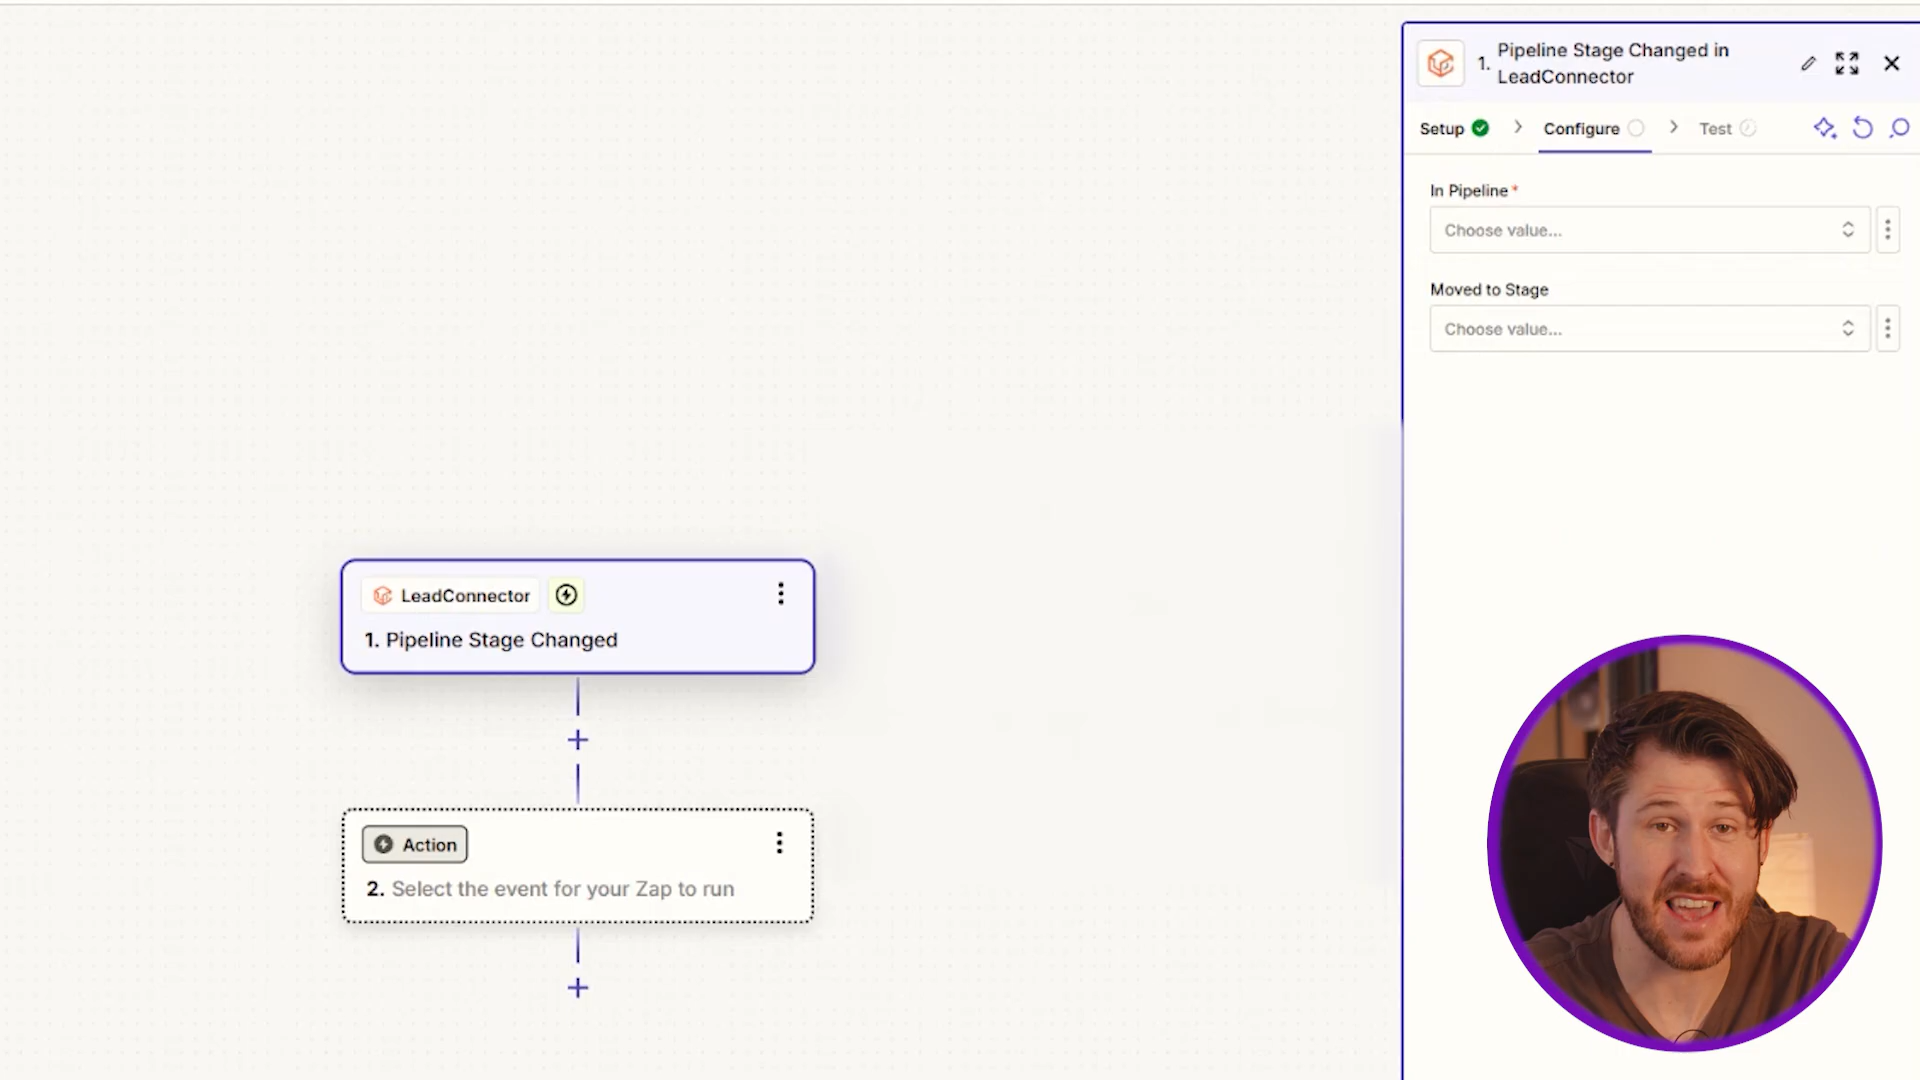 1. Pipeline Stage Changed in
LeadConnector
Setup
Configure
Test
In Pipeline *
Choose value...
Moved to Stage
Choose value...
LeadConnector
1. Pipeline Stage Changed
Action
2. Select the event for your Zap to run